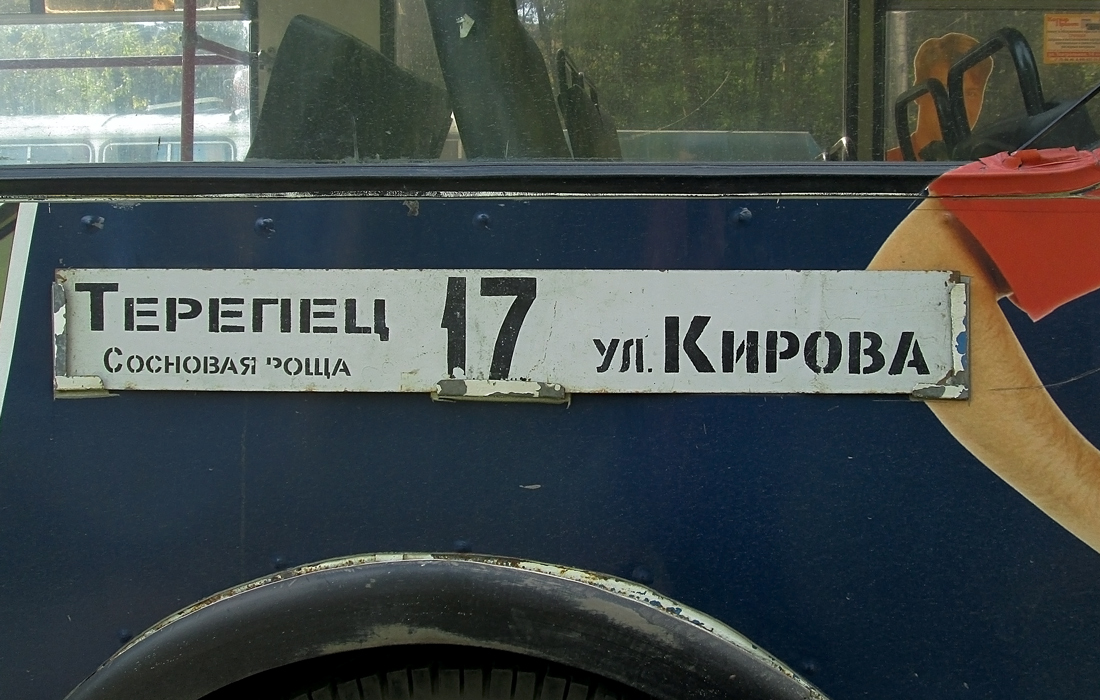 Терепец 17 ул. Кирова
Сосновая роща